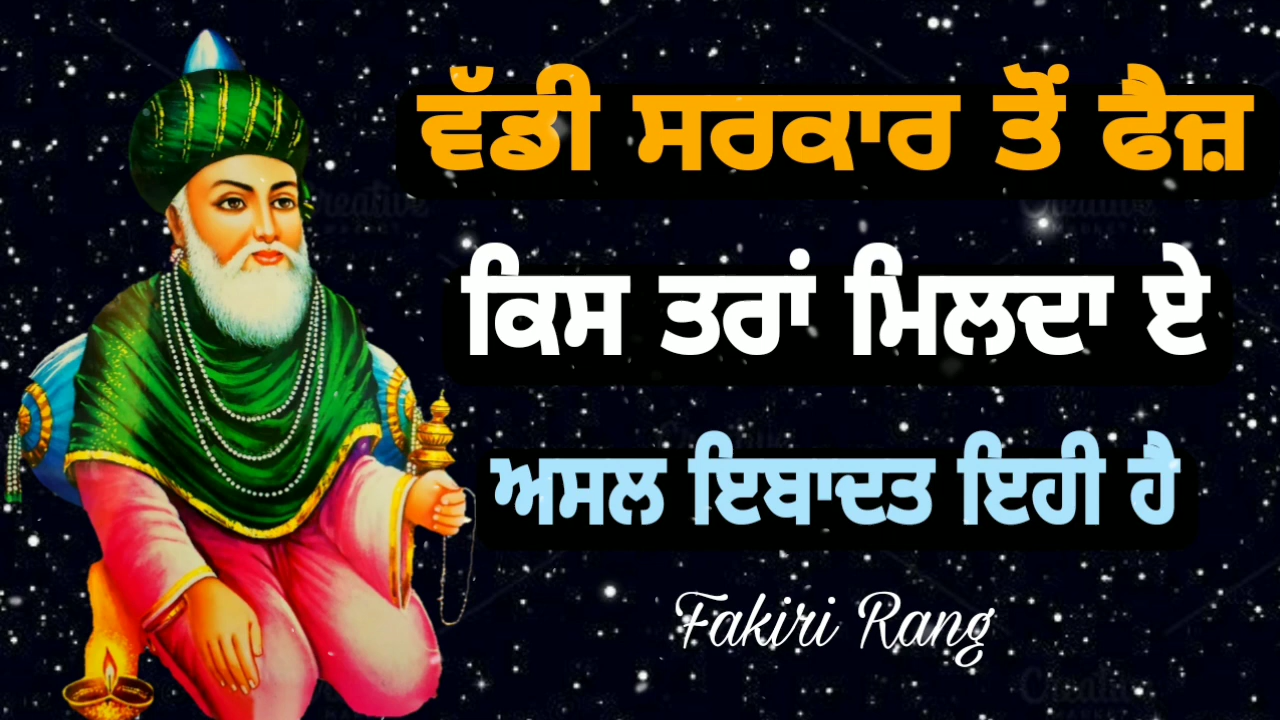 ਵੱਡੀ ਸਰਕਾਰ ਤੋਂ ਫੈਜ਼
ਕਿਸ ਤਰਾਂ ਮਿਲਦਾ ਏ
ਅਸਲ ਇਬਾਦਤ ਇਹੀ ਹੈ
Fakiri Rang